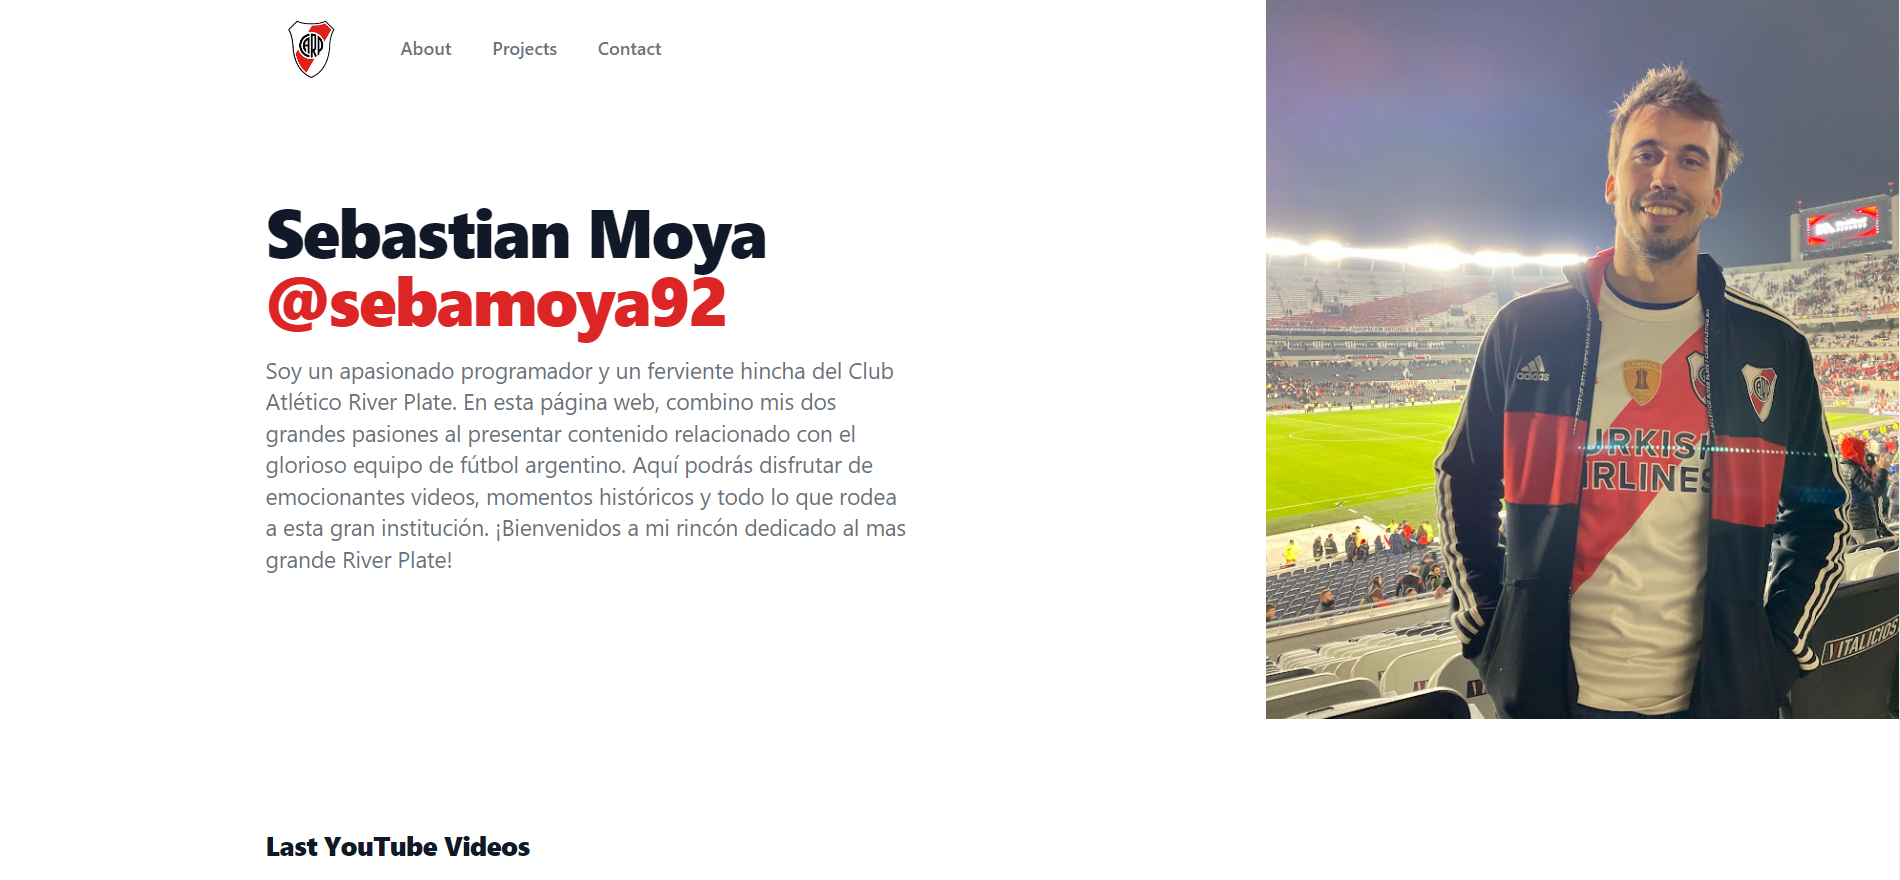 CARP
About Projects Contact
Sebastian Moya
@sebamoya92
Soy un apasionado programador y un ferviente hincha del Club
Atlético River Plate. En esta página web, combino mis dos
grandes pasiones al presentar contenido relacionado con el
glorioso equipo de fútbol argentino. Aquí podrás disfrutar de
emocionantes videos, momentos históricos y todo lo que rodea
a esta gran institución. ¡Bienvenidos a mi rincón dedicado al mas
grande River Plate!
adidas
CARP
URKISH
IRLINES
VITALICIOS
Last YouTube Videos